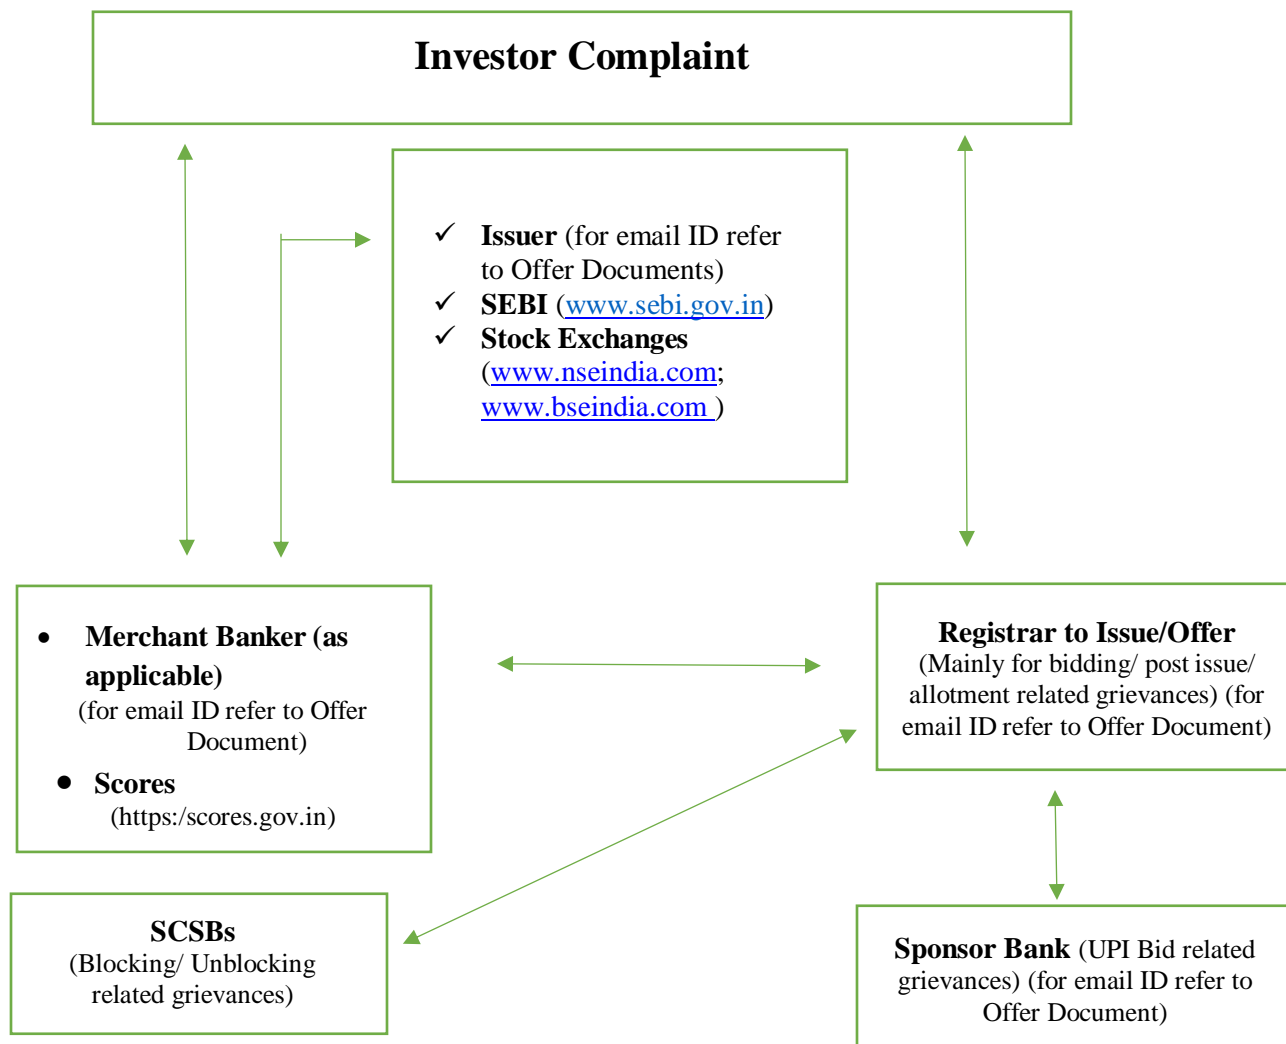 Investor Complaint
✓ Issuer (for email ID refer
to Offer Documents)
✓ SEBI (www.sebi.gov.in)
✓ Stock Exchanges
(www.nseindia.com;
www.bseindia.com )
• Merchant Banker (as
applicable)
(for email ID refer to Offer
Document)
• Scores
(https:/scores.gov.in)
Registrar to Issue/Offer
(Mainly for bidding/ post issue/
allotment related grievances) (for
email ID refer to Offer Document)
SCSBs
(Blocking/ Unblocking
related grievances)
Sponsor Bank (UPI Bid related
grievances) (for email ID refer to
Offer Document)